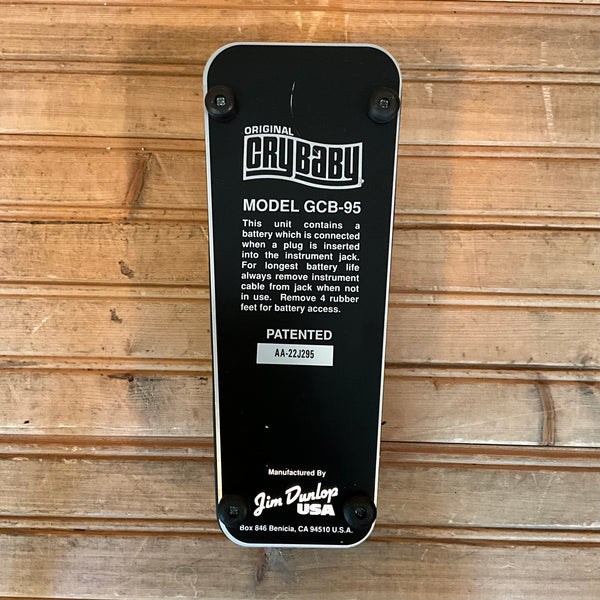 ORIGINAL
CRYBABY
MODEL GCB-95
This unit contains a
battery which is connected
when a plug is inserted
into the instrument jack.
For longest battery life
always remove instrument
cable from jack when not
in use. Remove 4 rubber
feet for battery access.
PATENTED
AA-22J295
Manufactured By
Jim Dunlop
USA
Box 846 Benicia, CA 94510 U.S.A.